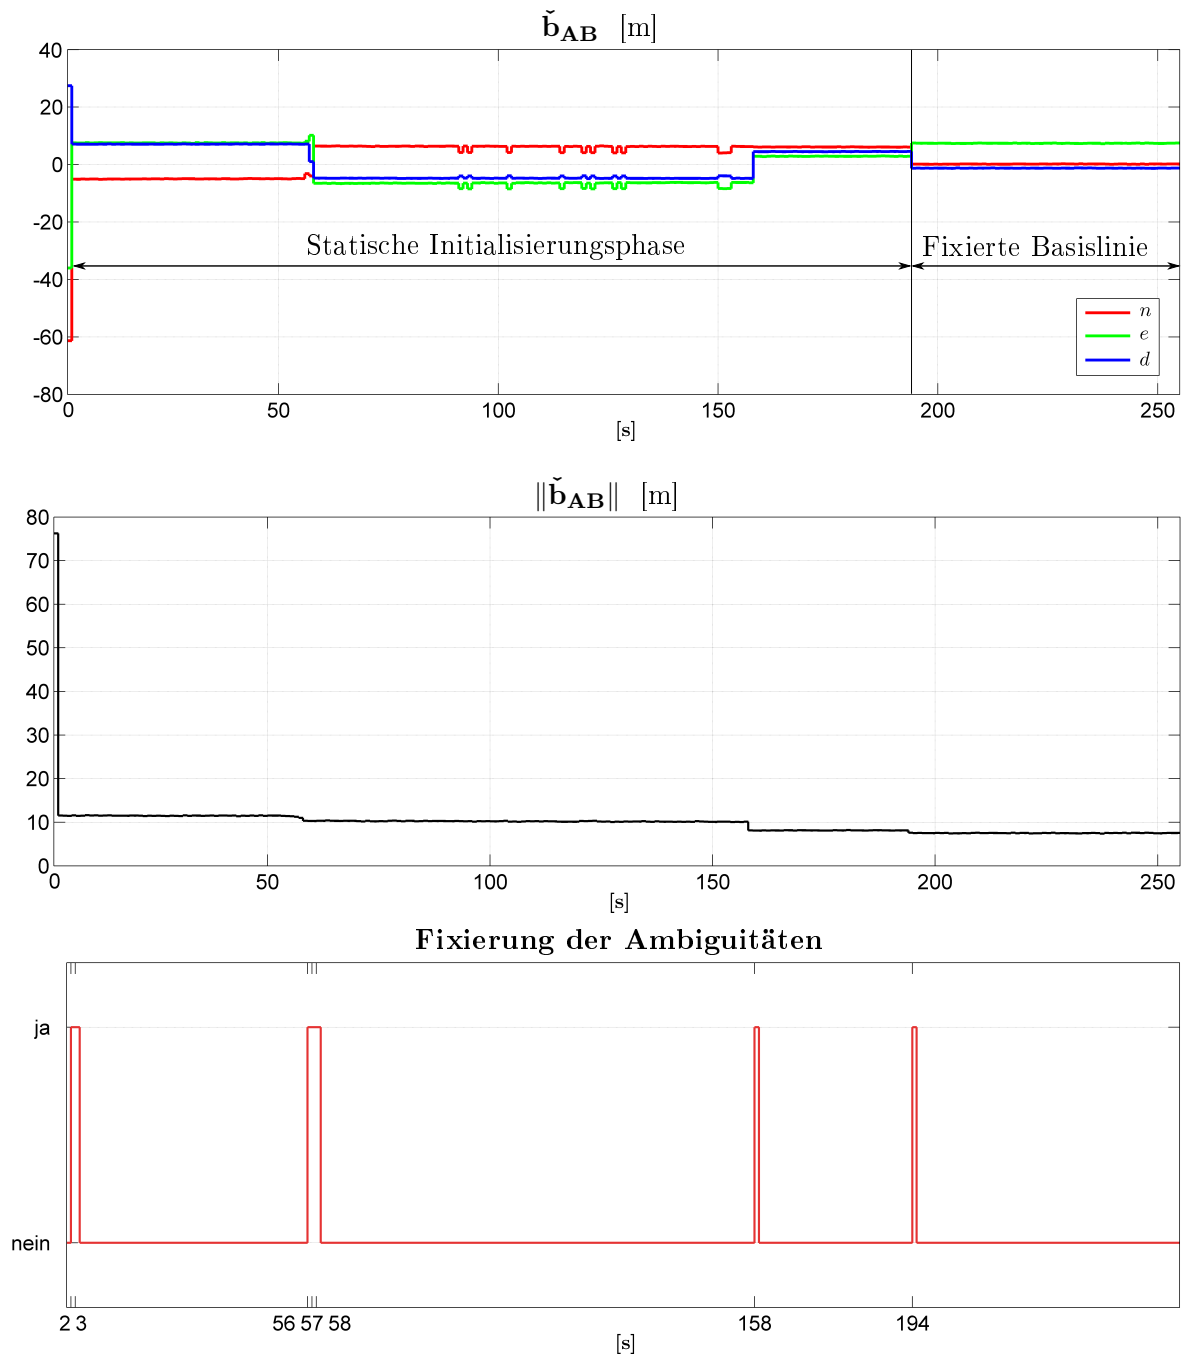 b̌_AB [m]
40
20
0
-20
-40
-60
-80
Statische Initialisierungsphase
Fixierte Basislinie
n
e
d
0 50 100 150 200 250
[s]
‖b̌_AB‖ [m]
80
70
60
50
40
30
20
10
0
0 50 100 150 200 250
[s]
Fixierung der Ambiguitäten
ja
nein
2 3 56 57 58 158 194
[s]